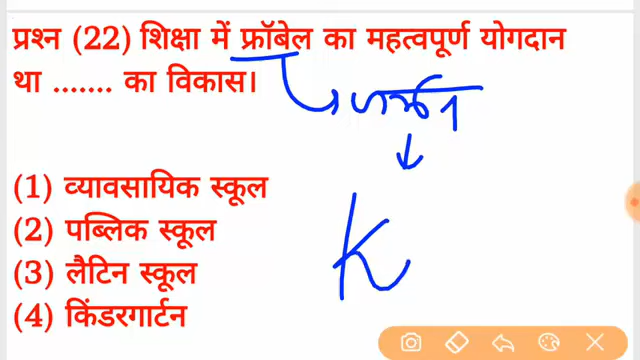 प्रश्न (22) शिक्षा में फ्रॉबेल का महत्वपूर्ण योगदान
था ....... का विकास।
(1) व्यावसायिक स्कूल
(2) पब्लिक स्कूल
(3) लैटिन स्कूल
(4) किंडरगार्टन
K